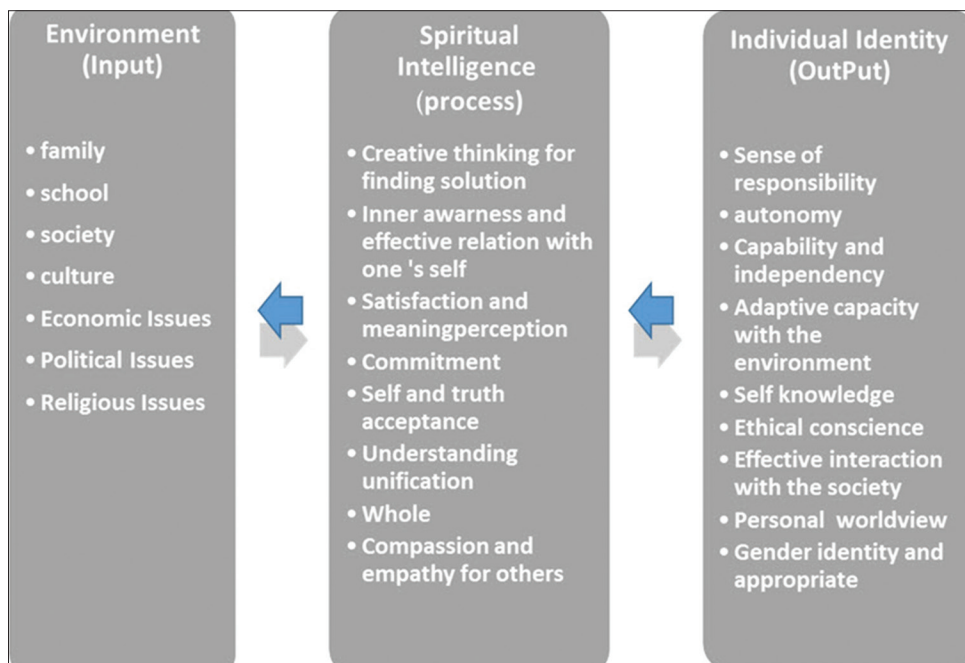 Environment
(Input)
• family
• school
• society
• culture
• Economic Issues
• Political Issues
• Religious Issues
Spiritual
Intelligence
(process)
• Creative thinking for
finding solution
• Inner awarness and
effective relation with
one 's self
• Satisfaction and
meaningperception
• Commitment
• Self and truth
acceptance
• Understanding
unification
• Whole
• Compassion and
empathy for others
Individual Identity
(OutPut)
• Sense of
responsibility
• autonomy
• Capability and
independency
• Adaptive capacity
with the
environment
• Self knowledge
• Ethical conscience
• Effective interaction
with the society
• Personal worldview
• Gender identity and
appropriate